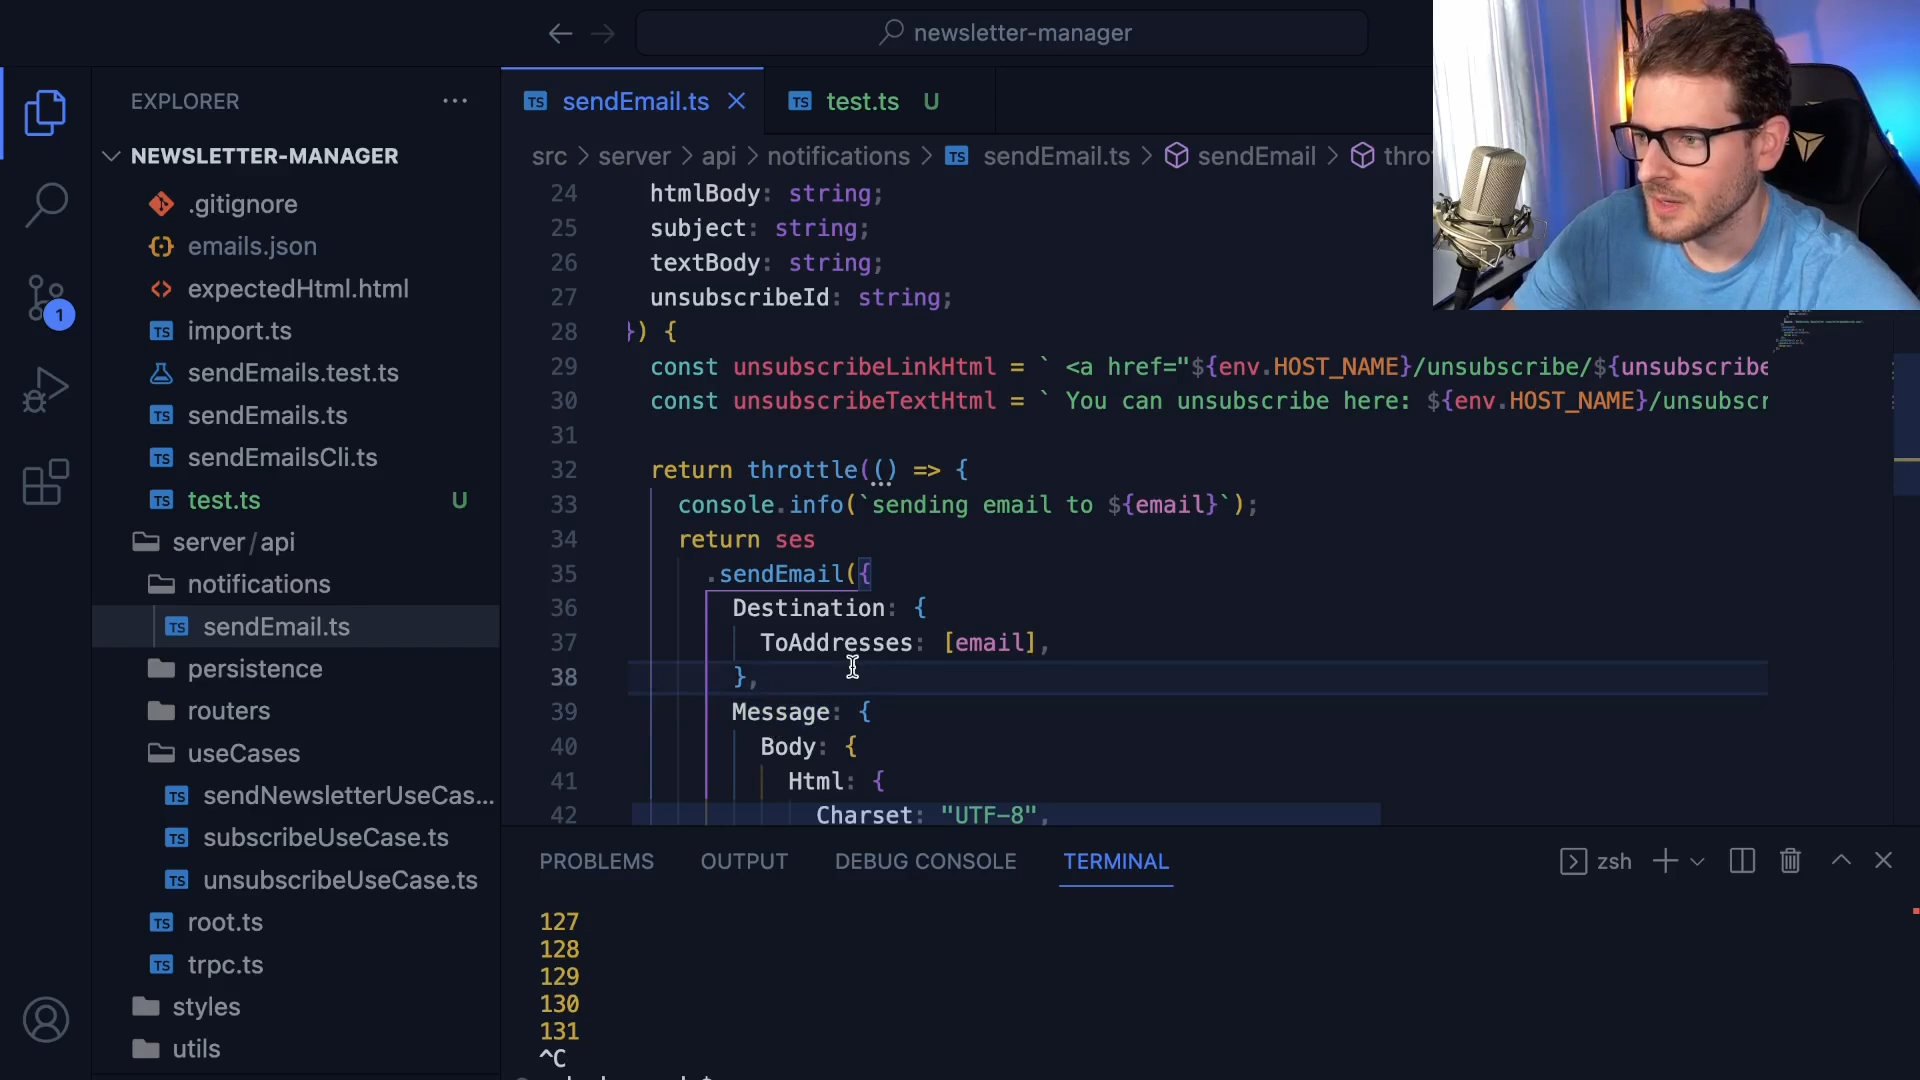 newsletter-manager
EXPLORER
NEWSLETTER-MANAGER
.gitignore
emails.json
expectedHtml.html
import.ts
sendEmails.test.ts
sendEmails.ts
sendEmailsCli.ts
test.ts U
server/api
notifications
sendEmail.ts
persistence
routers
useCases
sendNewsletterUseCas...
subscribeUseCase.ts
unsubscribeUseCase.ts
root.ts
trpc.ts
styles
utils
1
sendEmail.ts
test.ts U
src > server > api > notifications > sendEmail.ts > sendEmail > thro
24 htmlBody: string;
25 subject: string;
26 textBody: string;
27 unsubscribeId: string;
28 }) {
29 const unsubscribeLinkHtml = ` <a href="${env.HOST_NAME}/unsubscribe/${unsubscribe
30 const unsubscribeTextHtml = ` You can unsubscribe here: ${env.HOST_NAME}/unsubscr
31
32 return throttle(() => {
33 console.info(`sending email to ${email}`);
34 return ses
35 .sendEmail({
36 Destination: {
37 ToAddresses: [email],
38 },
39 Message: {
40 Body: {
41 Html: {
42 Charset: "UTF-8",
PROBLEMS OUTPUT DEBUG CONSOLE TERMINAL
zsh
127
128
129
130
131
^C